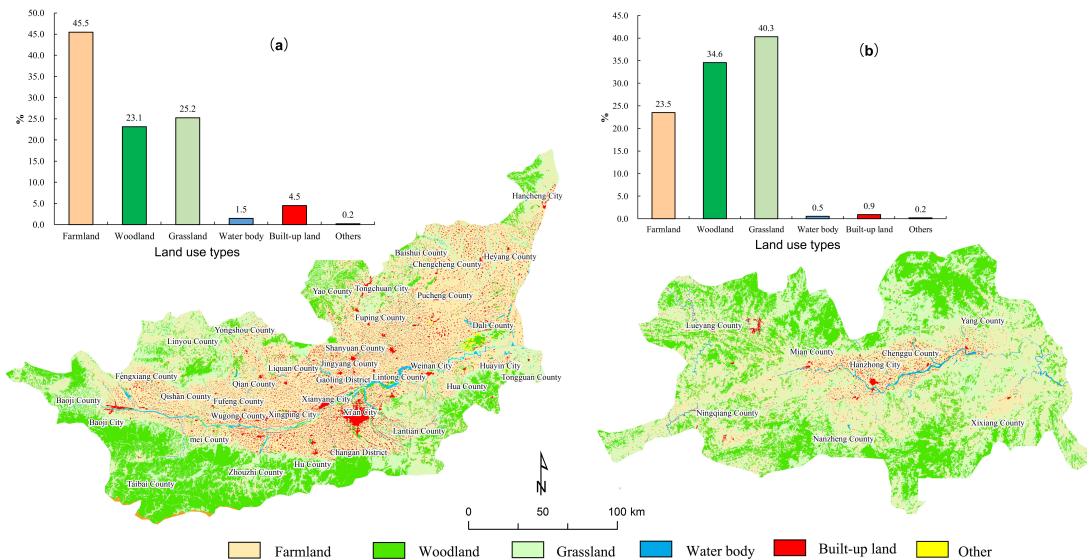 (a)
50.0
45.0
40.0
35.0
30.0
25.0
20.0
15.0
10.0
5.0
0.0
%
45.5
23.1
25.2
1.5
4.5
0.2
Farmland Woodland Grassland Water body Built-up land Others
Land use types
(b)
45.0
40.0
35.0
30.0
25.0
20.0
15.0
10.0
5.0
0.0
%
23.5
34.6
40.3
0.5
0.9
0.2
Farmland Woodland Grassland Water body Built-up land Others
Land use types
Hancheng City
Baishui County
Heyang County
Chengcheng County
Tongchuan City
Yao County
Pucheng County
Fuping County
Dali County
Yongshou County
Linyou County
Shanyuan County
Jingyang County
Weinan City
Huayin City
Liquan County
Gaoling District
Lintong County
Tongguan County
Fengxiang County
Qian County
Hua County
Qishan County
Fufeng County
Baoji County
Xianyang City
Wugong County
Xingping City
Xi'an City
Baoji City
Lantian County
mei County
Changan District
Hu County
Zhouzhi County
Taibai County
Lueyang County
Yang County
Mian County
Chenggu County
Hanzhong City
Ningqiang County
Xixiang County
Nanzheng County
N
0 50 100 km
Farmland Woodland Grassland Water body Built-up land Other